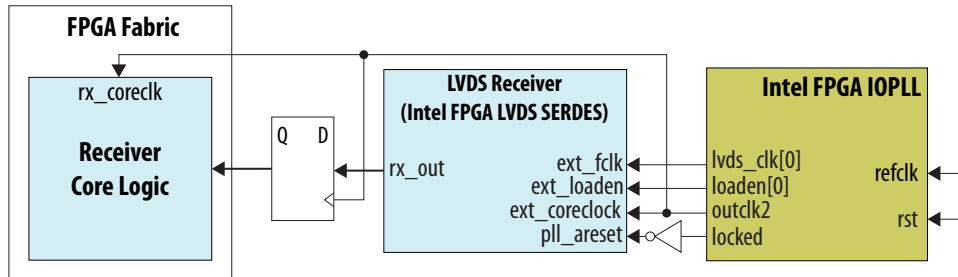 FPGA Fabric
rx_coreclk
Receiver
Core Logic
Q D
LVDS Receiver
(Intel FPGA LVDS SERDES)
rx_out
ext_fclk
ext_loaden
ext_coreclock
pll_areset
Intel FPGA IOPLL
lvds_clk[0]
loaden[0]
outclk2
locked
refclk
rst